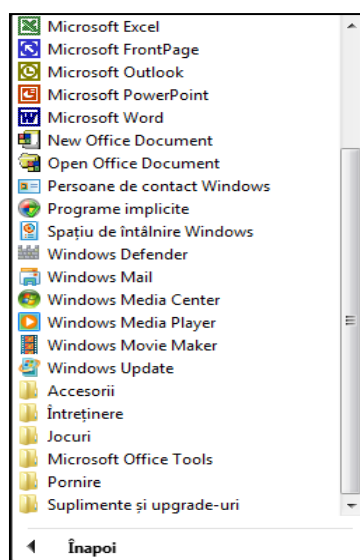 Microsoft Excel
Microsoft FrontPage
Microsoft Outlook
Microsoft PowerPoint
Microsoft Word
New Office Document
Open Office Document
Persoane de contact Windows
Programe implicite
Spațiu de întâlnire Windows
Windows Defender
Windows Mail
Windows Media Center
Windows Media Player
Windows Movie Maker
Windows Update
Accesorii
Întreținere
Jocuri
Microsoft Office Tools
Pornire
Suplimente și upgrade-uri
Înapoi